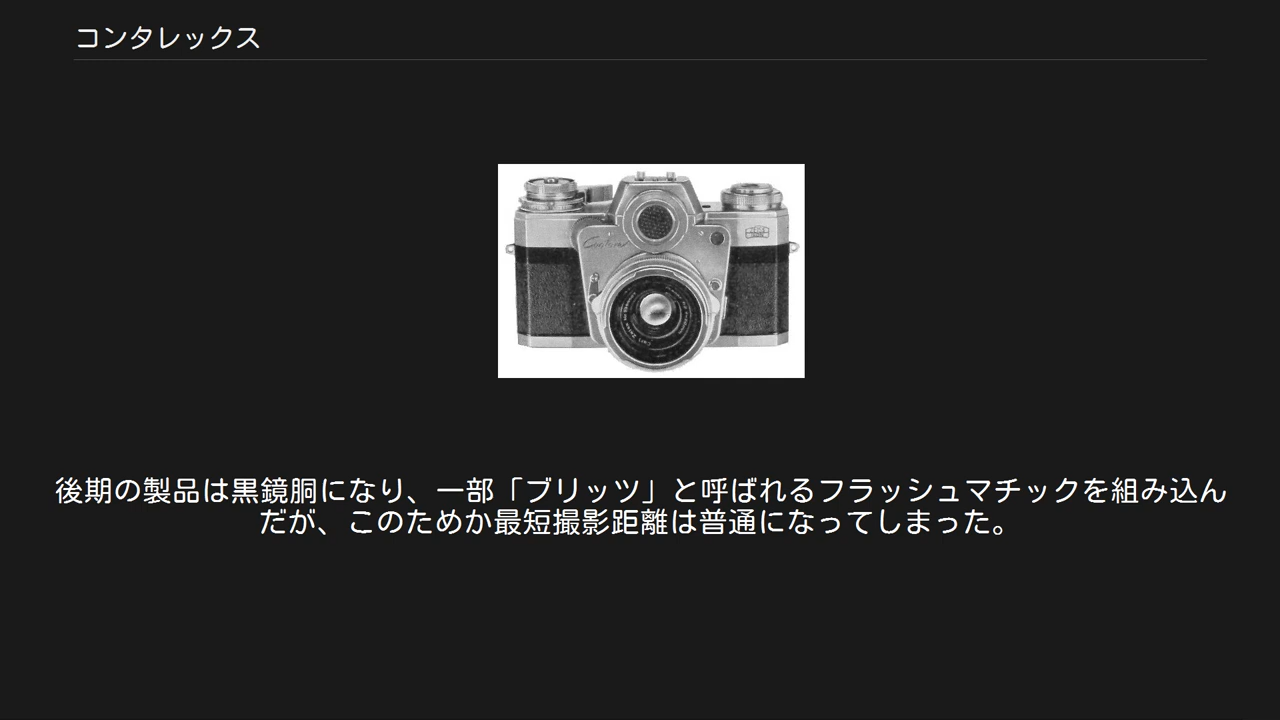 コンタレックス
後期の製品は黒鏡胴になり、一部「ブリッツ」と呼ばれるフラッシュマチックを組み込ん
だが、このためか最短撮影距離は普通になってしまった。